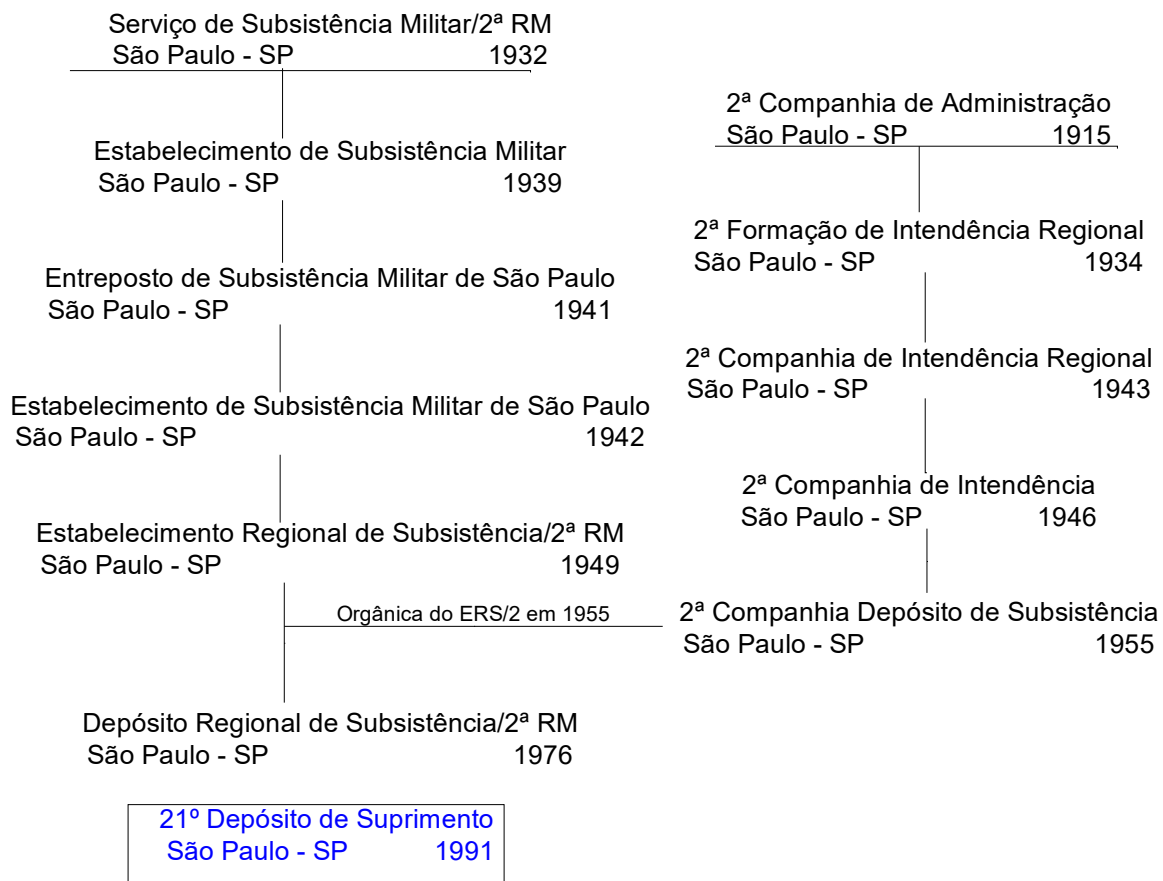 Serviço de Subsistência Militar/2ª RM
São Paulo - SP 1932
Estabelecimento de Subsistência Militar
São Paulo - SP 1939
Entreposto de Subsistência Militar de São Paulo
São Paulo - SP 1941
Estabelecimento de Subsistência Militar de São Paulo
São Paulo - SP 1942
Estabelecimento Regional de Subsistência/2ª RM
São Paulo - SP 1949
2ª Companhia de Administração
São Paulo - SP 1915
2ª Formação de Intendência Regional
São Paulo - SP 1934
2ª Companhia de Intendência Regional
São Paulo - SP 1943
2ª Companhia de Intendência
São Paulo - SP 1946
Orgânica do ERS/2 em 1955
2ª Companhia Depósito de Subsistência
São Paulo - SP 1955
Depósito Regional de Subsistência/2ª RM
São Paulo - SP 1976
21º Depósito de Suprimento
São Paulo - SP 1991